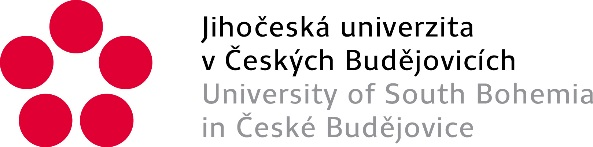 Jihočeská univerzita
v Českých Budějovicích
University of South Bohemia
in České Budějovice